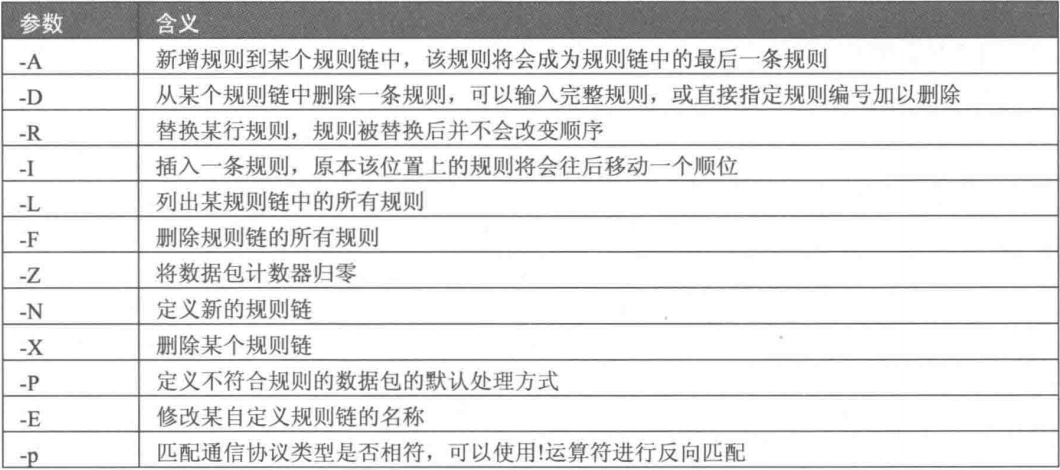 参数 含义
-A 新增规则到某个规则链中，该规则将会成为规则链中的最后一条规则
-D 从某个规则链中删除一条规则，可以输入完整规则，或直接指定规则编号加以删除
-R 替换某行规则，规则被替换后并不会改变顺序
-I 插入一条规则，原本该位置上的规则将会往后移动一个顺位
-L 列出某规则链中的所有规则
-F 删除规则链的所有规则
-Z 将数据包计数器归零
-N 定义新的规则链
-X 删除某个规则链
-P 定义不符合规则的数据包的默认处理方式
-E 修改某自定义规则链的名称
-p 匹配通信协议类型是否相符，可以使用!运算符进行反向匹配